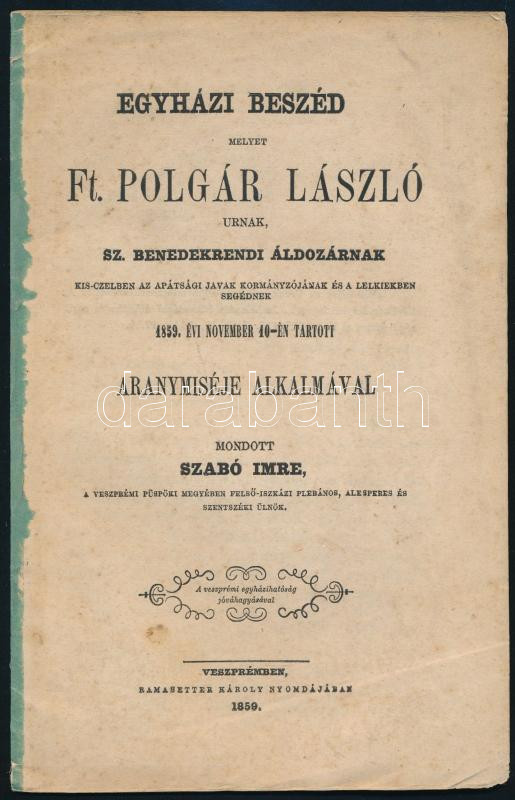 EGYHÁZI BESZÉD
MELYET
Ft. POLGÁR LÁSZLÓ
URNAK,
SZ. BENEDEKRENDI ÁLDOZÁRNAK
KIS-CZELBEN AZ APÁTSÁGI JAVAK KORMÁNYZÓJÁNAK ÉS A LELKIEKBEN
SEGÉDNEK
1859. ÉVI NOVEMBER 10-ÉN TARTOTT
ARANYMISÉJE ALKALMÁVAL
darabanth
MONDOTT
SZABÓ IMRE,
A VESZPRÉMI PÜSPÖKI MEGYÉBEN FELSŐ-ISZKÁZI PLEBÁNOS, ALESPERES ÉS
SZENTSZÉKI ÜLNÖK.
A veszprémi egyházihatóság
jóváhagyásával
VESZPRÉMBEN,
RAMASETTER KÁROLY NYOMDÁJÁBAN
1859.